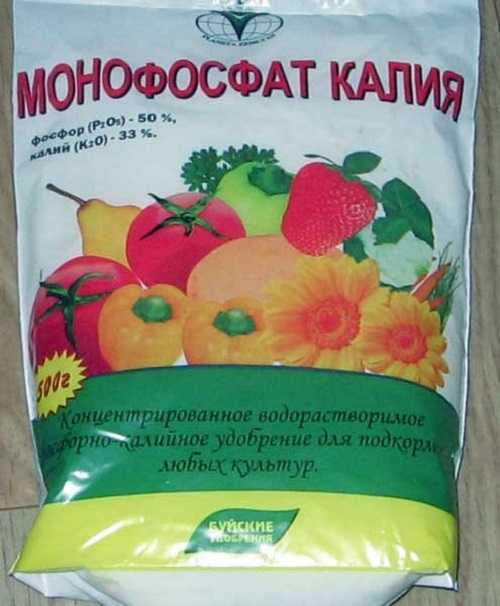 МОНОФОСФАТ КАЛИЯ
фосфор (P₂O₅) - 50 %,
калий (K₂O) - 33 %.
500г
Концентрированное водорастворимое
фосфорно-калийное удобрение для подкормки
любых культур.
БУЙСКИЕ
УДОБРЕНИЯ